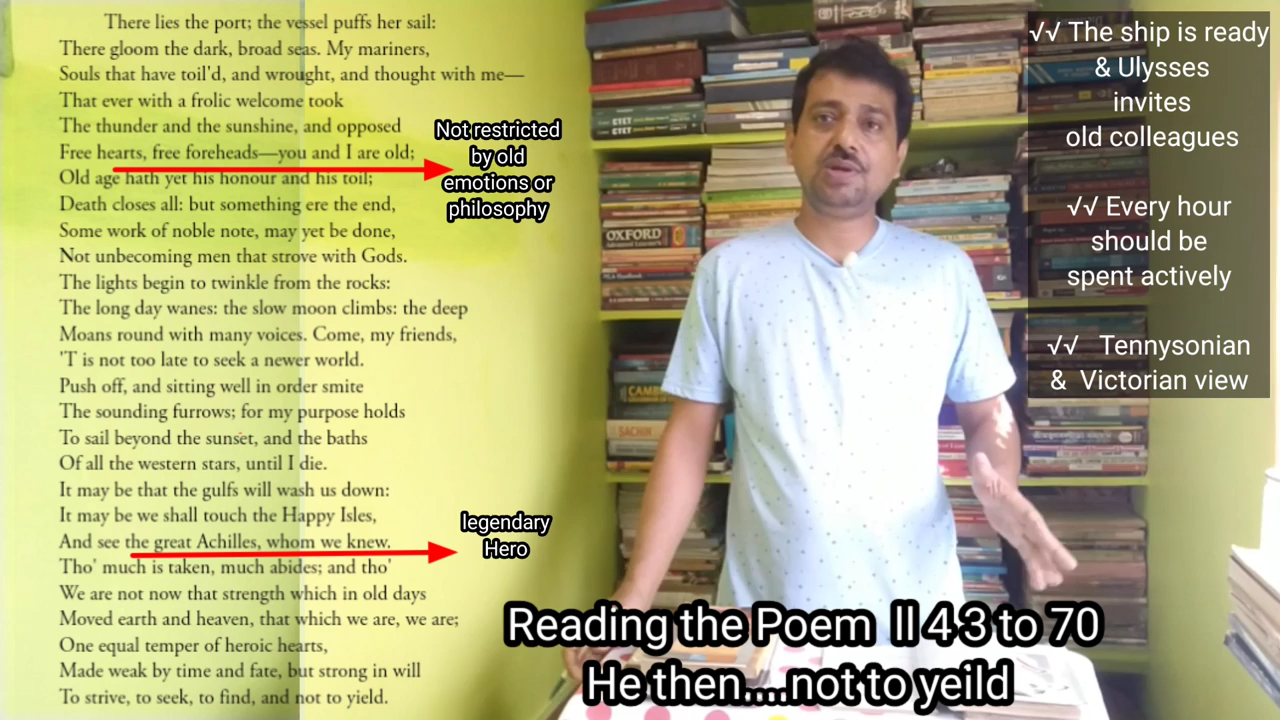 There lies the port; the vessel puffs her sail:
There gloom the dark, broad seas. My mariners,
Souls that have toil'd, and wrought, and thought with me—
That ever with a frolic welcome took
The thunder and the sunshine, and opposed
Free hearts, free foreheads—you and I are old;
Old age hath yet his honour and his toil;
Death closes all: but something ere the end,
Some work of noble note, may yet be done,
Not unbecoming men that strove with Gods.
The lights begin to twinkle from the rocks:
The long day wanes: the slow moon climbs: the deep
Moans round with many voices. Come, my friends,
'T is not too late to seek a newer world.
Push off, and sitting well in order smite
The sounding furrows; for my purpose holds
To sail beyond the sunset, and the baths
Of all the western stars, until I die.
It may be that the gulfs will wash us down:
It may be we shall touch the Happy Isles,
And see the great Achilles, whom we knew.
Tho' much is taken, much abides; and tho'
We are not now that strength which in old days
Moved earth and heaven, that which we are, we are;
One equal temper of heroic hearts,
Made weak by time and fate, but strong in will
To strive, to seek, to find, and not to yield.
Not restricted
by old
emotions or
philosophy
legendary
Hero
CTET
CTET
OXFORD
Advanced Learner's
SACHIN
√√ The ship is ready
& Ulysses
invites
old colleagues
√√ Every hour
should be
spent actively
√√ Tennysonian
& Victorian view
Reading the Poem ll 43 to 70
He then....not to yeild